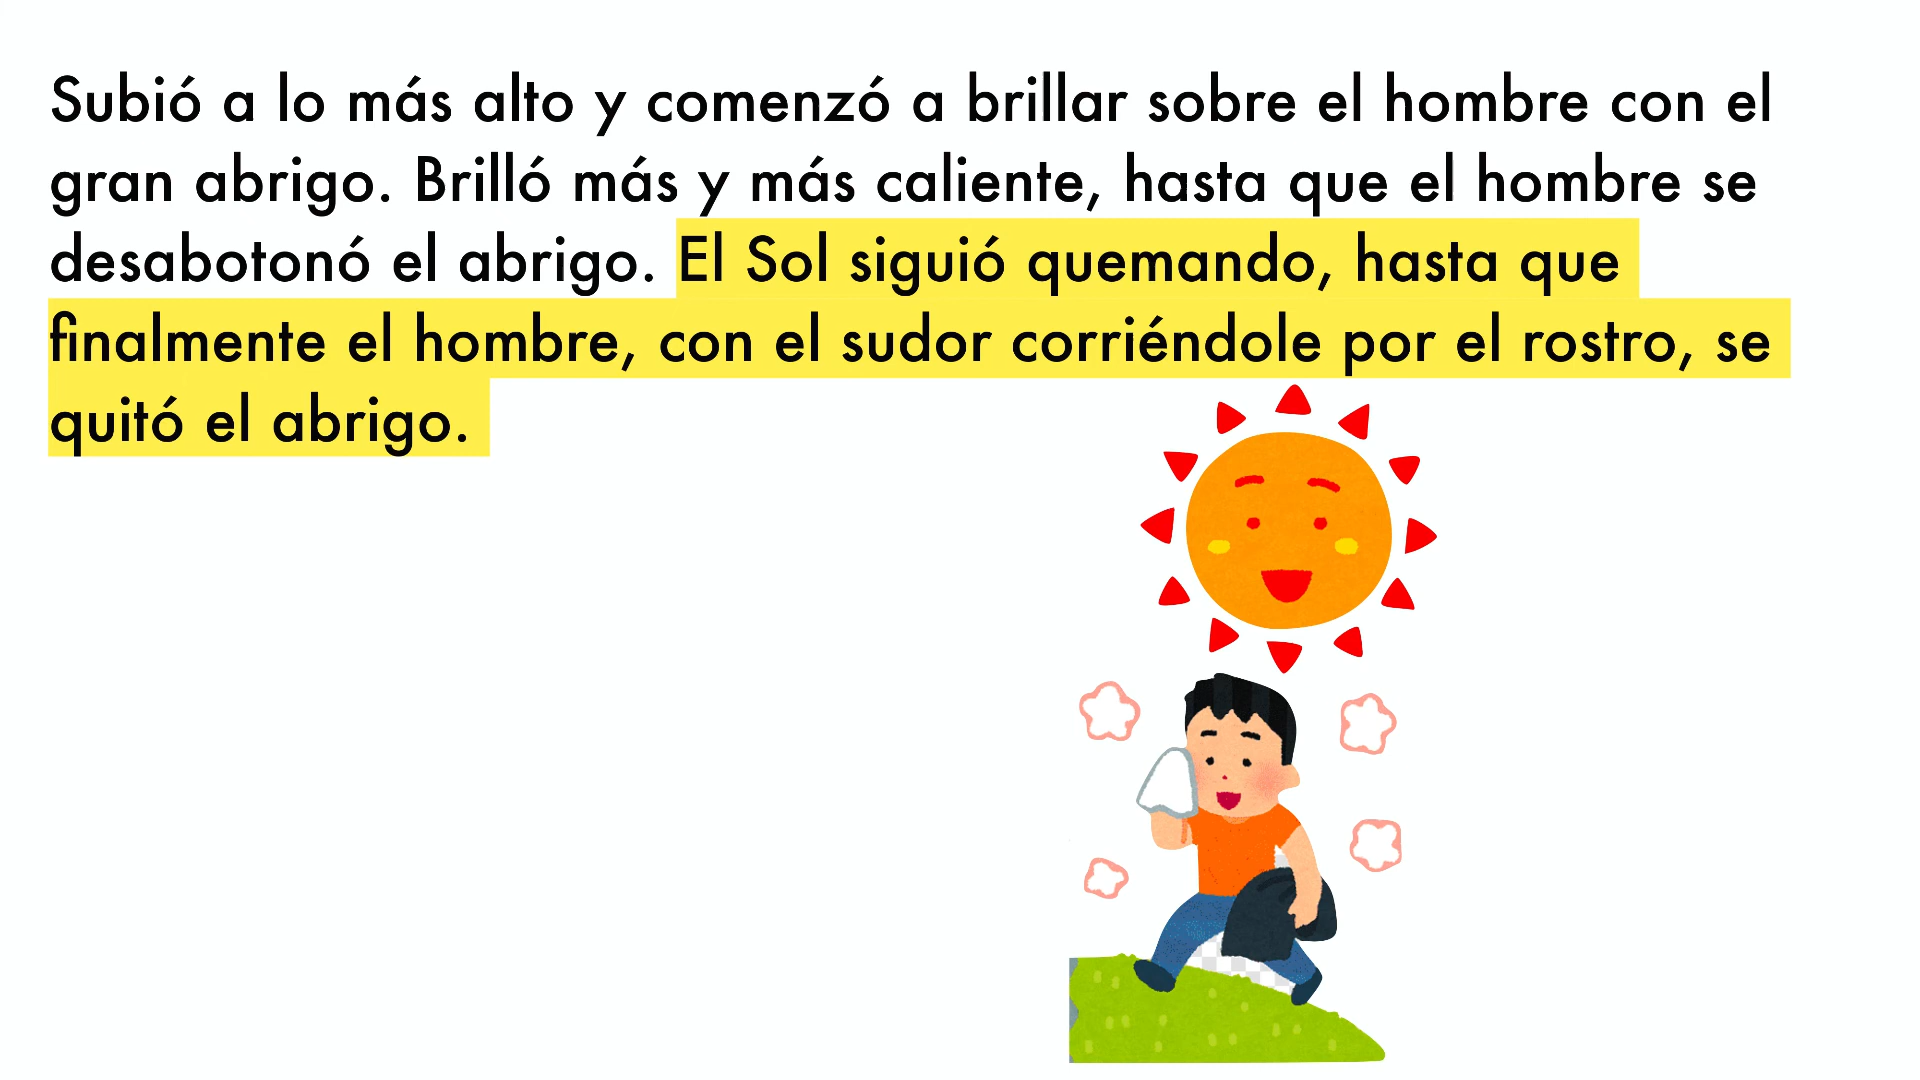 Subió a lo más alto y comenzó a brillar sobre el hombre con el
gran abrigo. Brilló más y más caliente, hasta que el hombre se
desabotonó el abrigo. El Sol siguió quemando, hasta que
finalmente el hombre, con el sudor corriéndole por el rostro, se
quitó el abrigo.